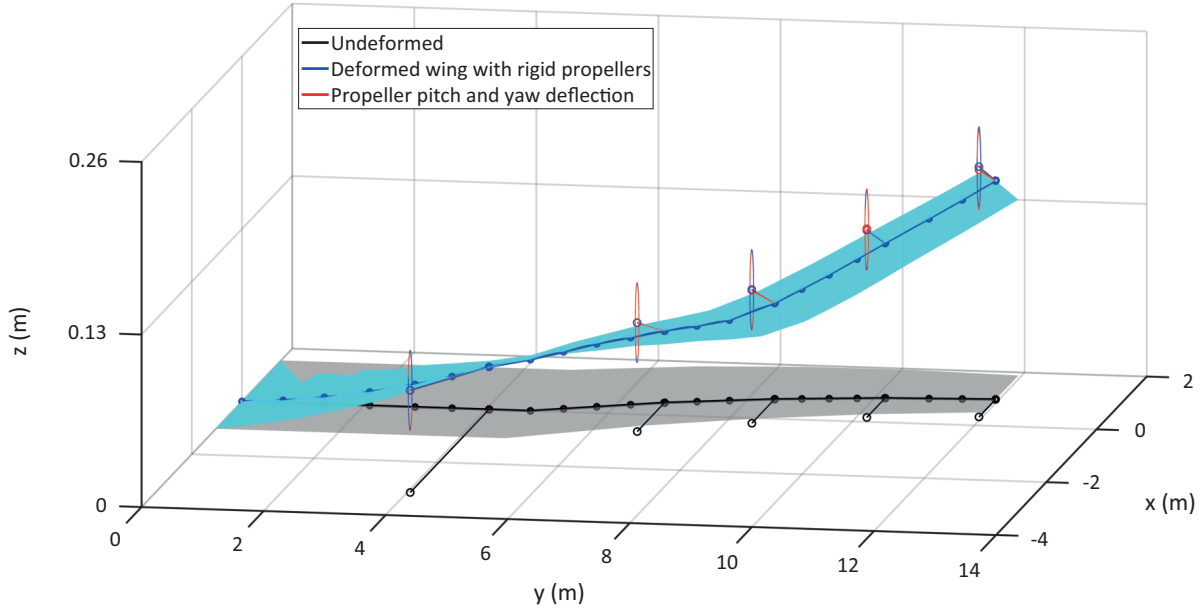 Undeformed
Deformed wing with rigid propellers
Propeller pitch and yaw deflection
0.26
0.13
0
z (m)
0
2
4
6
8
10
12
14
y (m)
2
0
-2
-4
x (m)